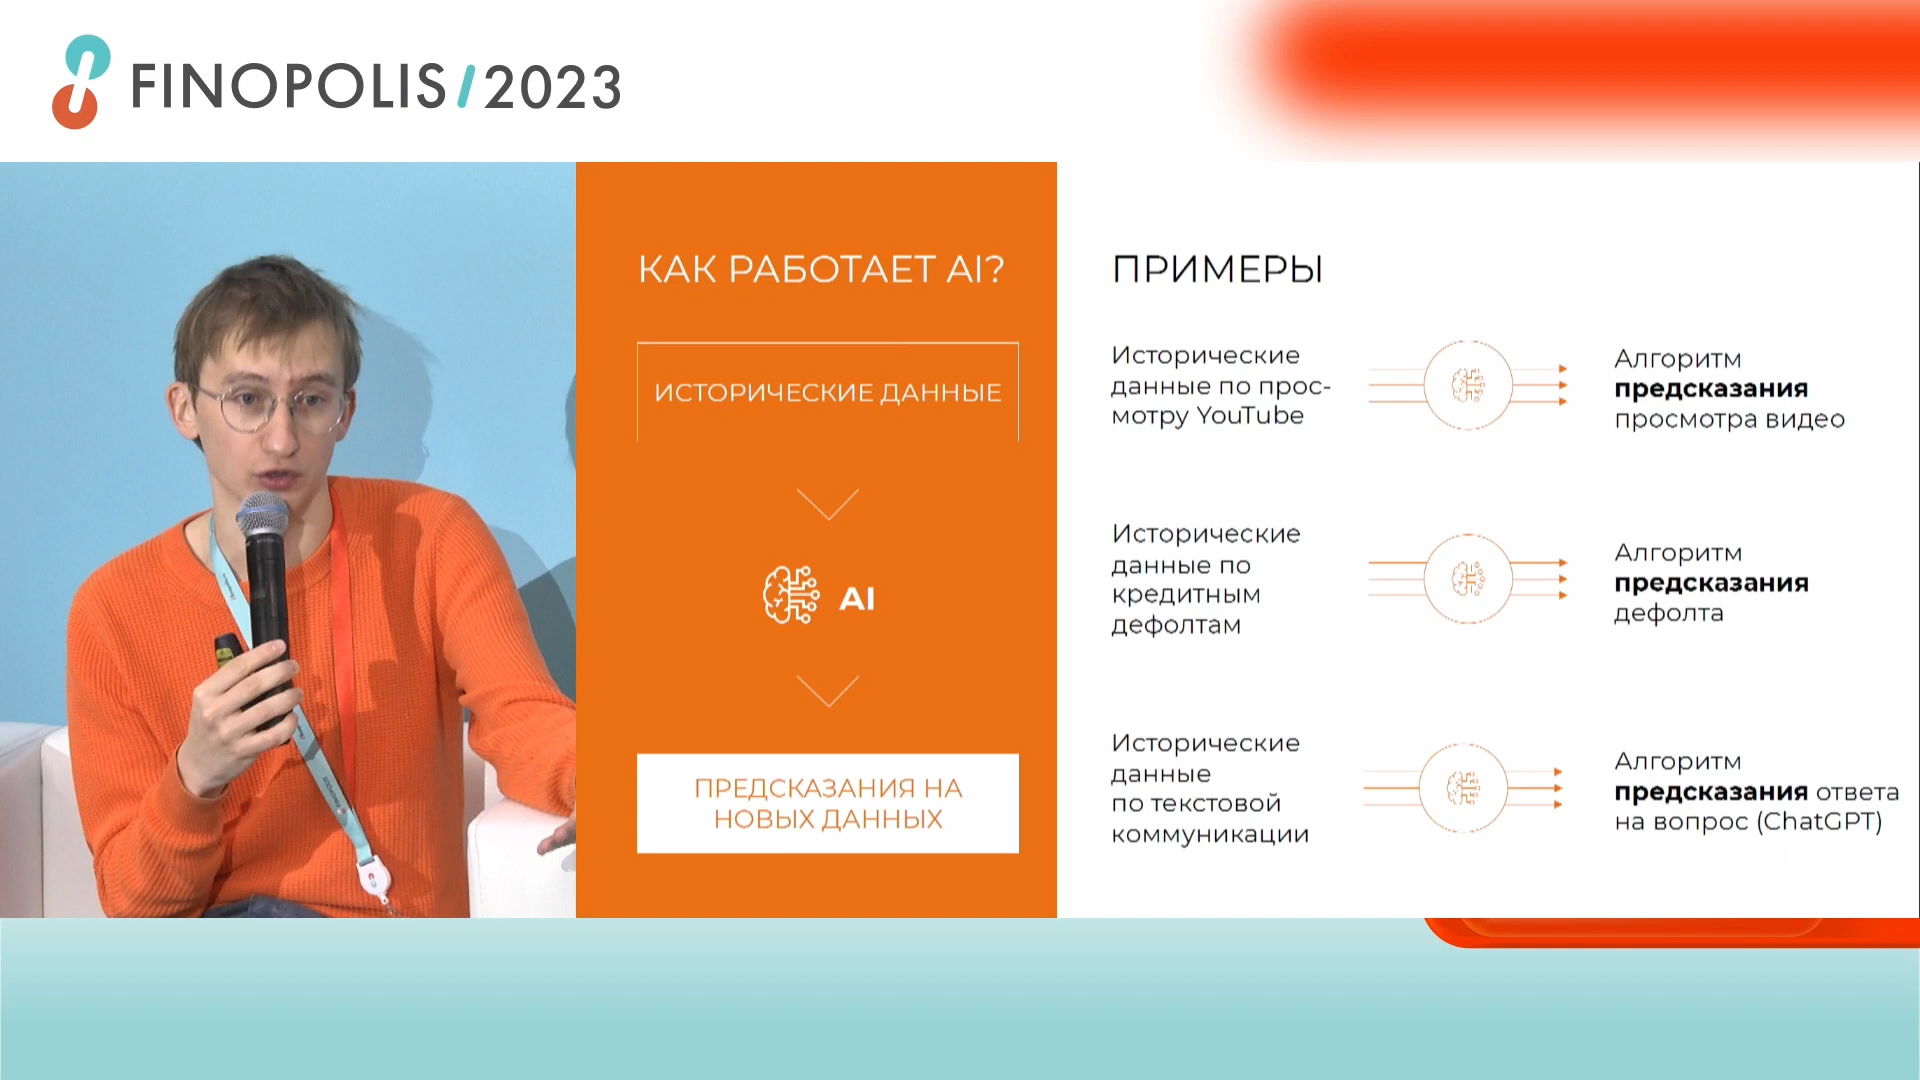 FINOPOLIS/2023
КАК РАБОТАЕТ AI?
ИСТОРИЧЕСКИЕ ДАННЫЕ
AI
ПРЕДСКАЗАНИЯ НА
НОВЫХ ДАННЫХ
ПРИМЕРЫ
Исторические
данные по прос-
мотру YouTube
Алгоритм
предсказания
просмотра видео
Исторические
данные по
кредитным
дефолтам
Алгоритм
предсказания
дефолта
Исторические
данные
по текстовой
коммуникации
Алгоритм
предсказания ответа
на вопрос (ChatGPT)